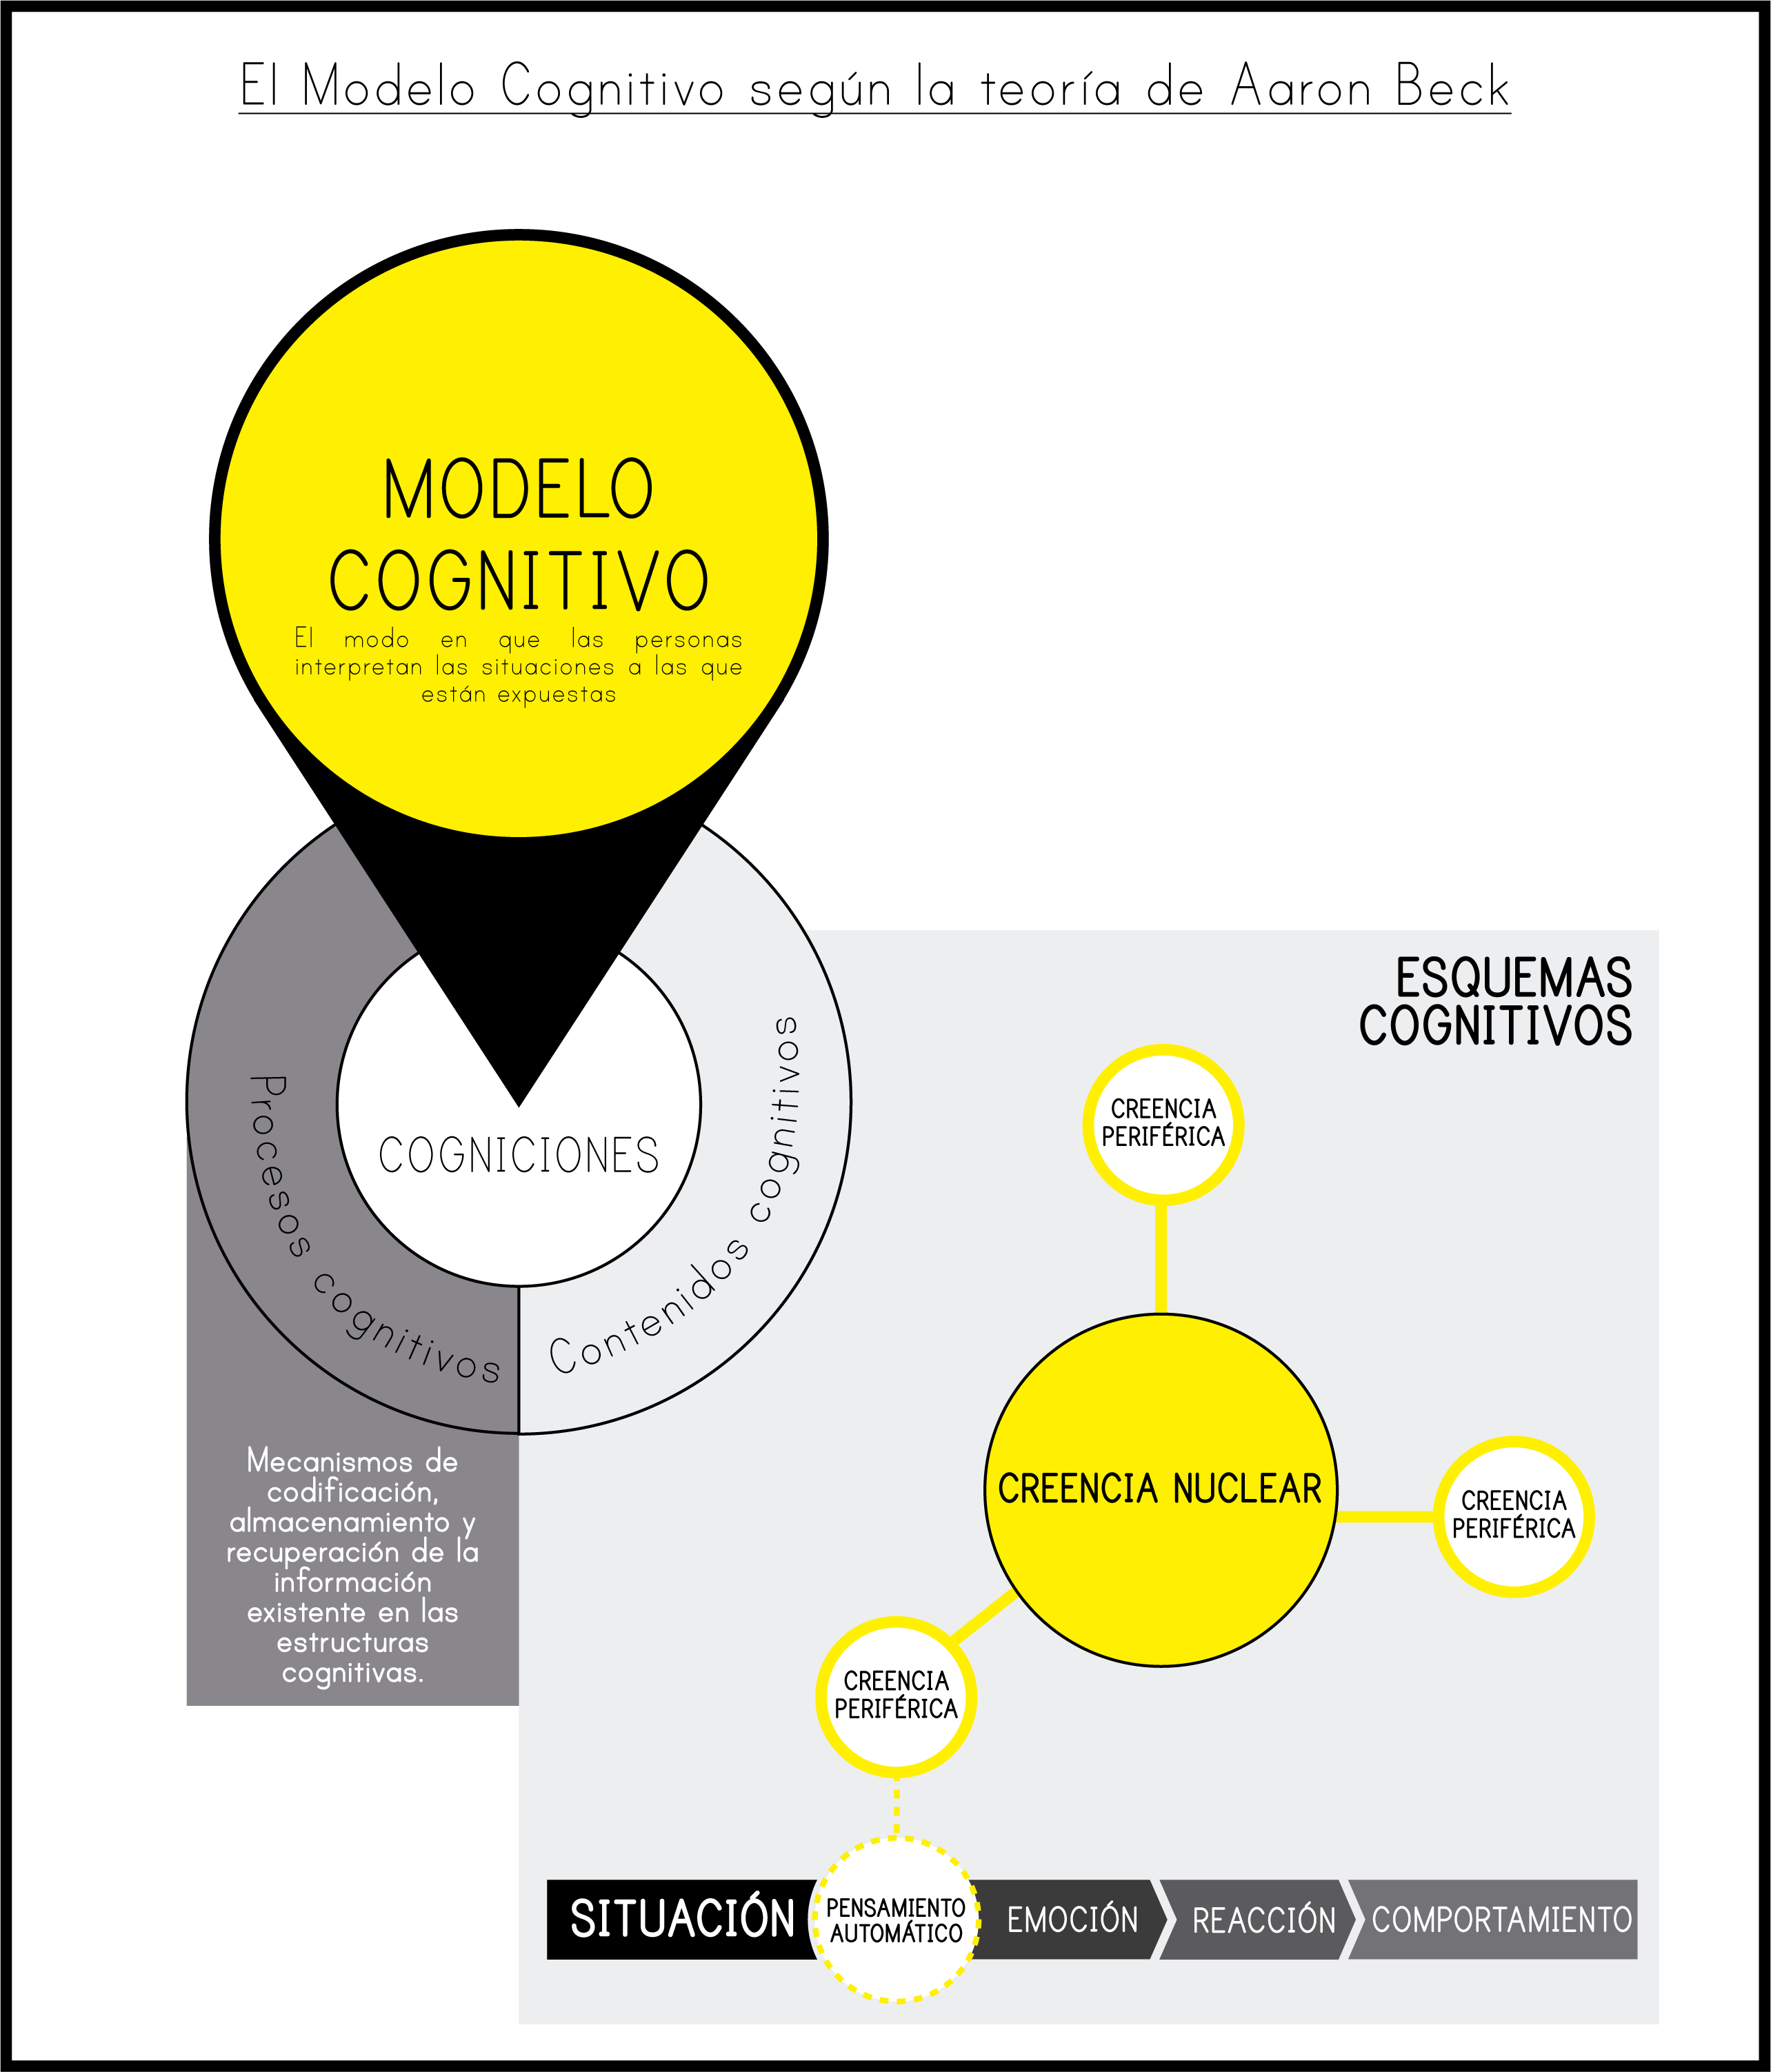 El Modelo Cognitivo según la teoría de Aaron Beck
MODELO
COGNITIVO
El modo en que las personas
interpretan las situaciones a las que
están expuestas
COGNICIONES
Procesos cognitivos
Contenidos cognitivos
Mecanismos de
codificación,
almacenamiento y
recuperación de la
información
existente en las
estructuras
cognitivas.
ESQUEMAS
COGNITIVOS
CREENCIA
PERIFÉRICA
CREENCIA NUCLEAR
CREENCIA
PERIFÉRICA
CREENCIA
PERIFÉRICA
SITUACIÓN
PENSAMIENTO
AUTOMÁTICO
EMOCIÓN
REACCIÓN
COMPORTAMIENTO